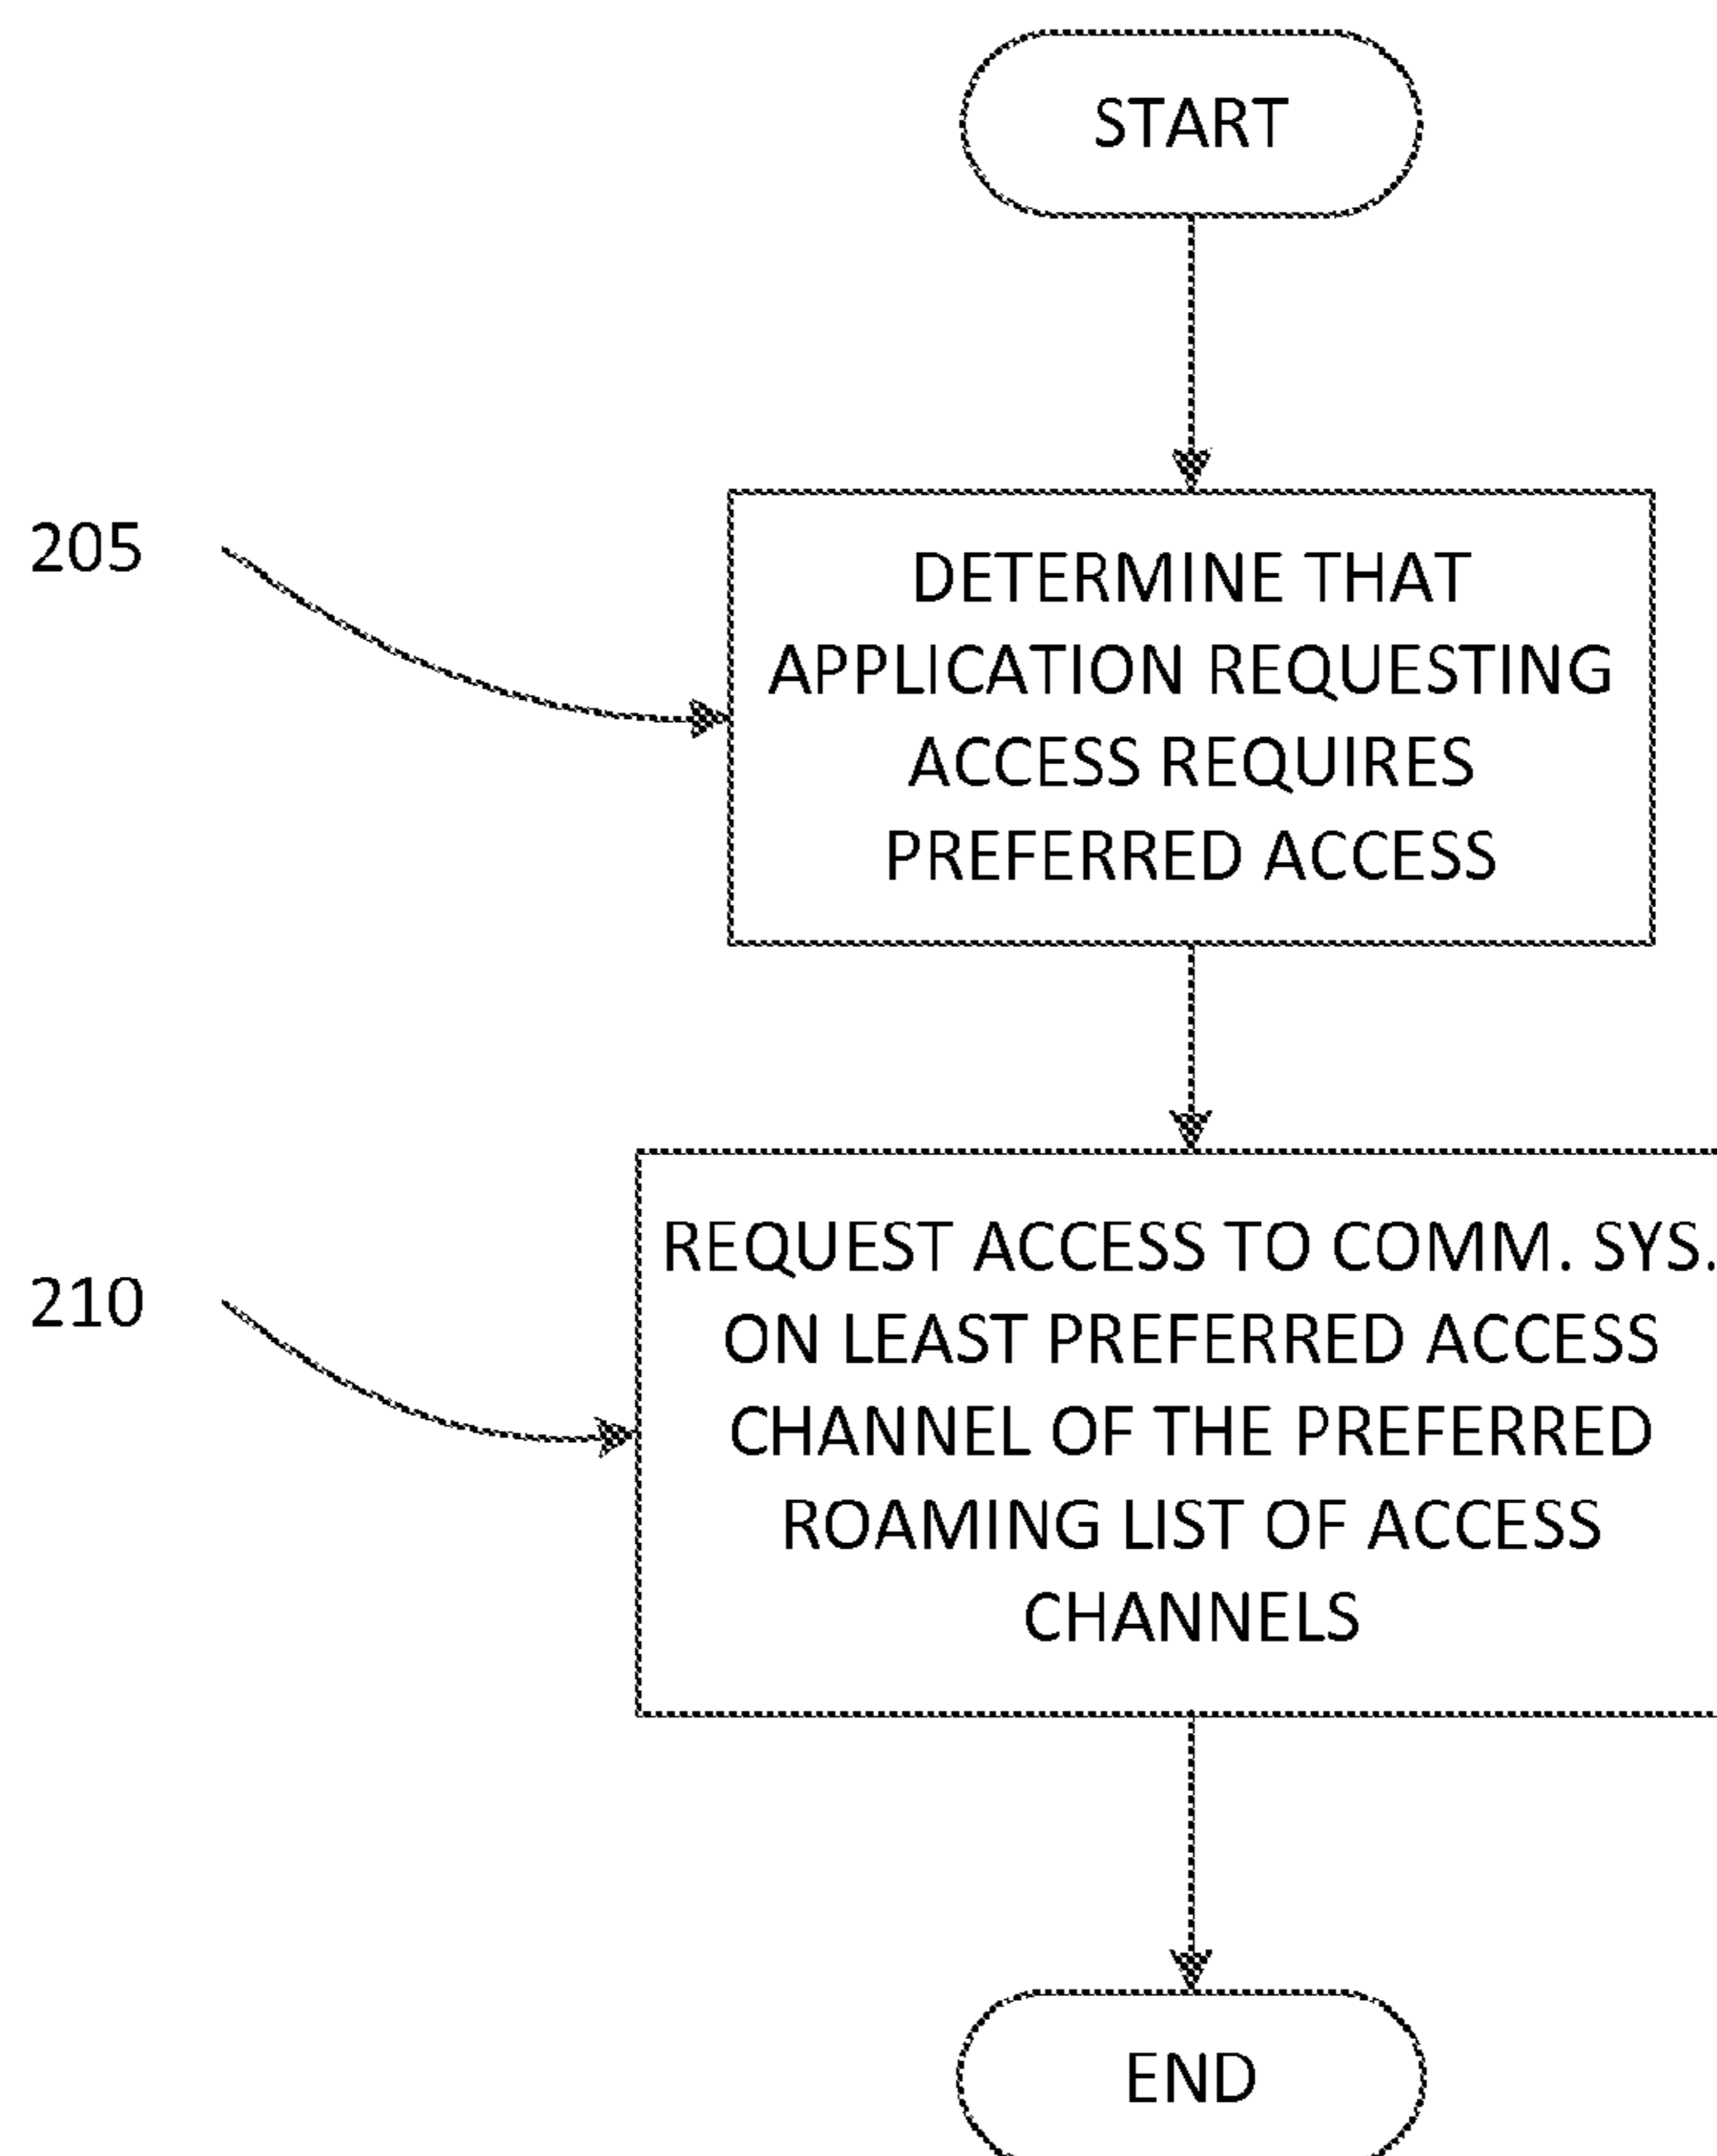 START
205
DETERMINE THAT
APPLICATION REQUESTING
ACCESS REQUIRES
PREFERRED ACCESS
210
REQUEST ACCESS TO COMM. SYS.
ON LEAST PREFERRED ACCESS
CHANNEL OF THE PREFERRED
ROAMING LIST OF ACCESS
CHANNELS
END